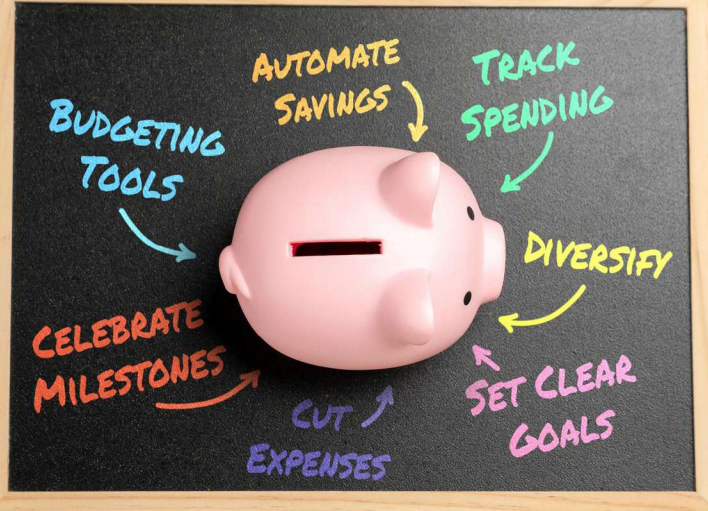 AUTOMATE
SAVINGS
TRACK
SPENDING
BUDGETING
TOOLS
DIVERSIFY
CELEBRATE
MILESTONES
SET CLEAR
GOALS
CUT
EXPENSES